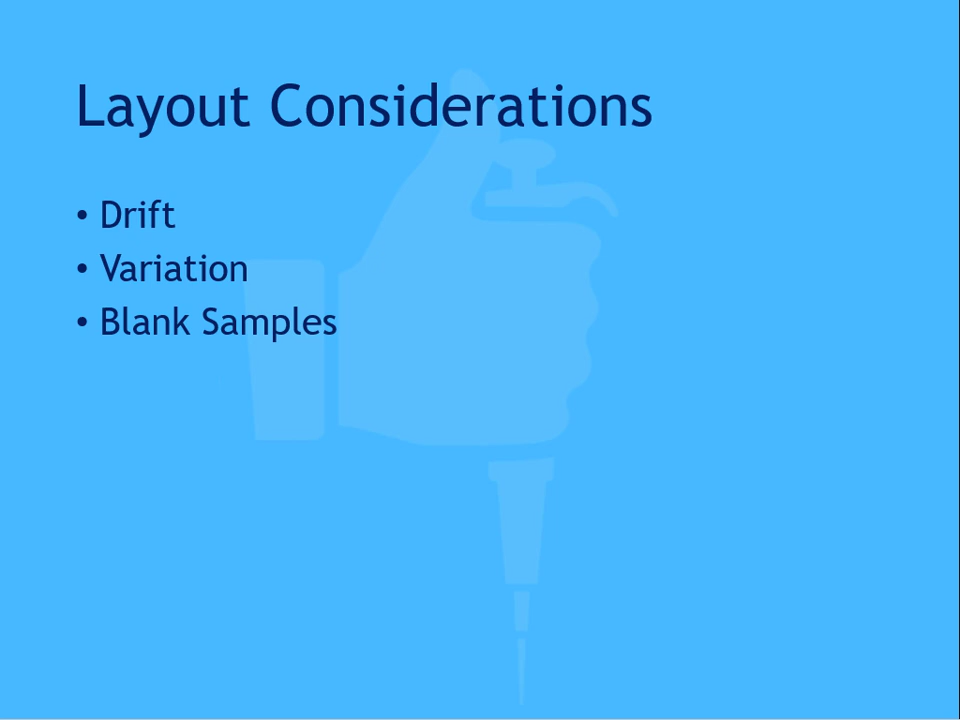 Layout Considerations
• Drift
• Variation
• Blank Samples